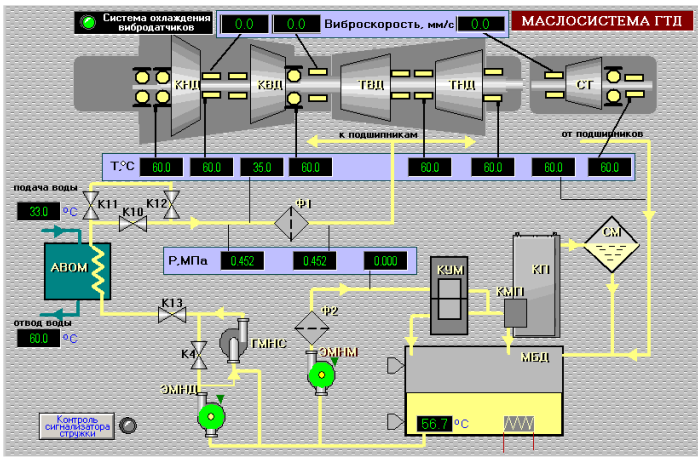 Система охлаждения
вибродатчиков
0.0 0.0 Виброскорость, мм/с 0.0
МАСЛОСИСТЕМА ГТД
КНД КВД ТВД ТНД СТ
к подшипникам от подшипников
T,°C 60.0 60.0 35.0 60.0 60.0 60.0 60.0 60.0
подача воды
33.0 °C
К11 К10 К12 Ф1
СМ
АВОМ
P,МПа 0.452 0.452 0.000
КУМ КМП КП
К13
отвод воды
60.0 °C
Ф2
ГМНС
К4 ЭМНМ МБД
ЭМНД
Контроль
сигнализатора
стружки
56.7 °C